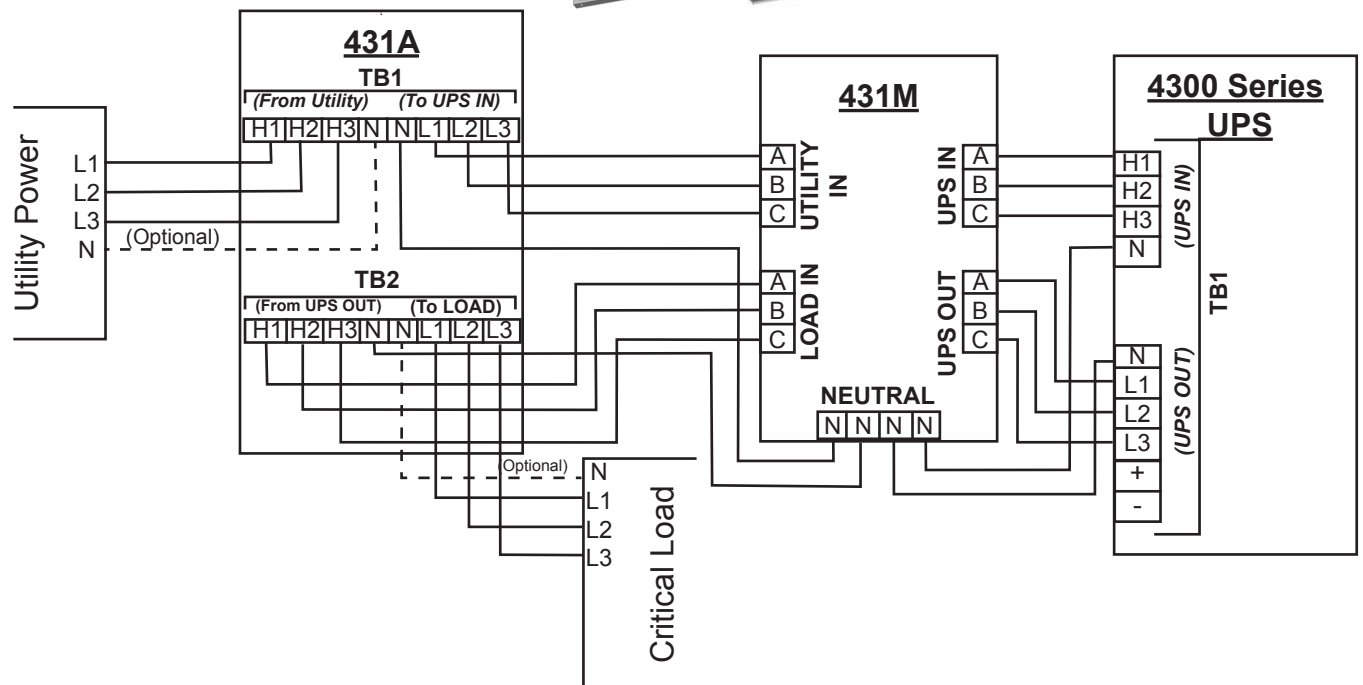 431A
TB1
(From Utility) (To UPS IN)
H1 H2 H3 N N L1 L2 L3
Utility Power
L1
L2
L3
N
(Optional)
TB2
(From UPS OUT) (To LOAD)
H1 H2 H3 N N L1 L2 L3
(Optional)
N
L1
L2
L3
Critical Load
431M
A
B
C
UTILITY
IN
A
B
C
LOAD IN
UPS IN
A
B
C
UPS OUT
A
B
C
NEUTRAL
N N N N
4300 Series
UPS
H1
H2
H3
N
(UPS IN)
TB1
N
L1
L2
L3
+
-
(UPS OUT)